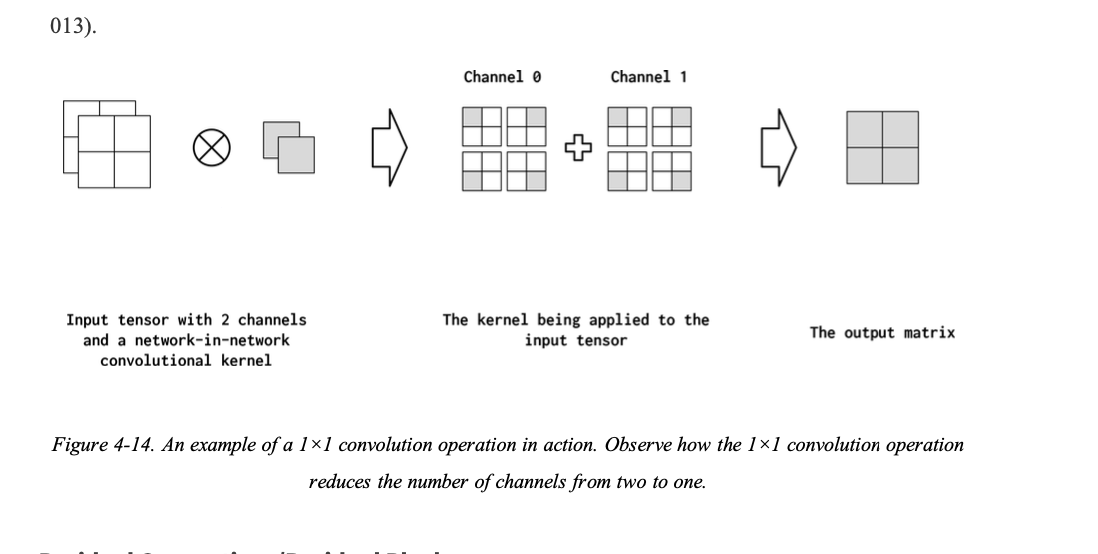 013).
Channel 0 Channel 1
Input tensor with 2 channels
and a network-in-network
convolutional kernel
The kernel being applied to the
input tensor
The output matrix
Figure 4-14. An example of a 1×1 convolution operation in action. Observe how the 1×1 convolution operation
reduces the number of channels from two to one.